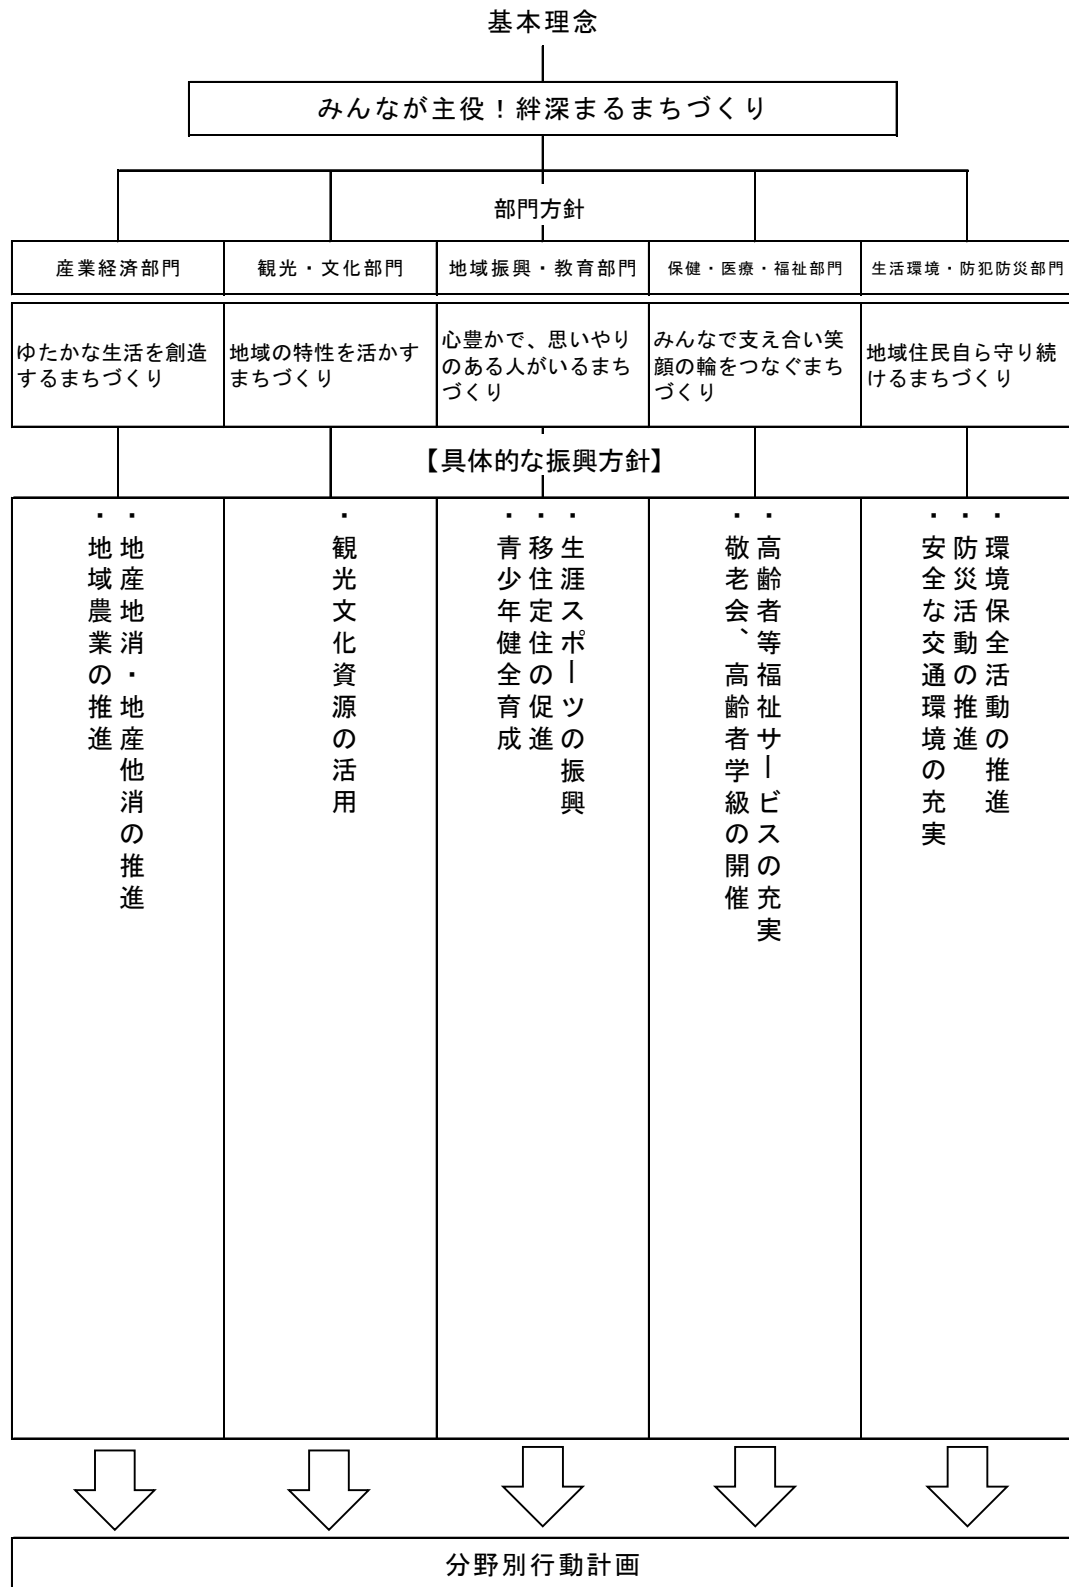 基本理念
みんなが主役！絆深まるまちづくり
部門方針
産業経済部門
観光・文化部門
地域振興・教育部門
保健・医療・福祉部門
生活環境・防犯防災部門
ゆたかな生活を創造
するまちづくり
地域の特性を活かす
まちづくり
心豊かで、思いやり
のある人がいるまち
づくり
みんなで支え合い笑
顔の輪をつなぐまち
づくり
地域住民自ら守り続
けるまちづくり
【具体的な振興方針】
・地産地消・地産他消の推進
・地域農業の推進
・観光文化資源の活用
・生涯スポーツの振興
・移住定住の促進
・青少年健全育成
・高齢者等福祉サービスの充実
・敬老会、高齢者学級の開催
・環境保全活動の推進
・防災活動の推進
・安全な交通環境の充実
分野別行動計画